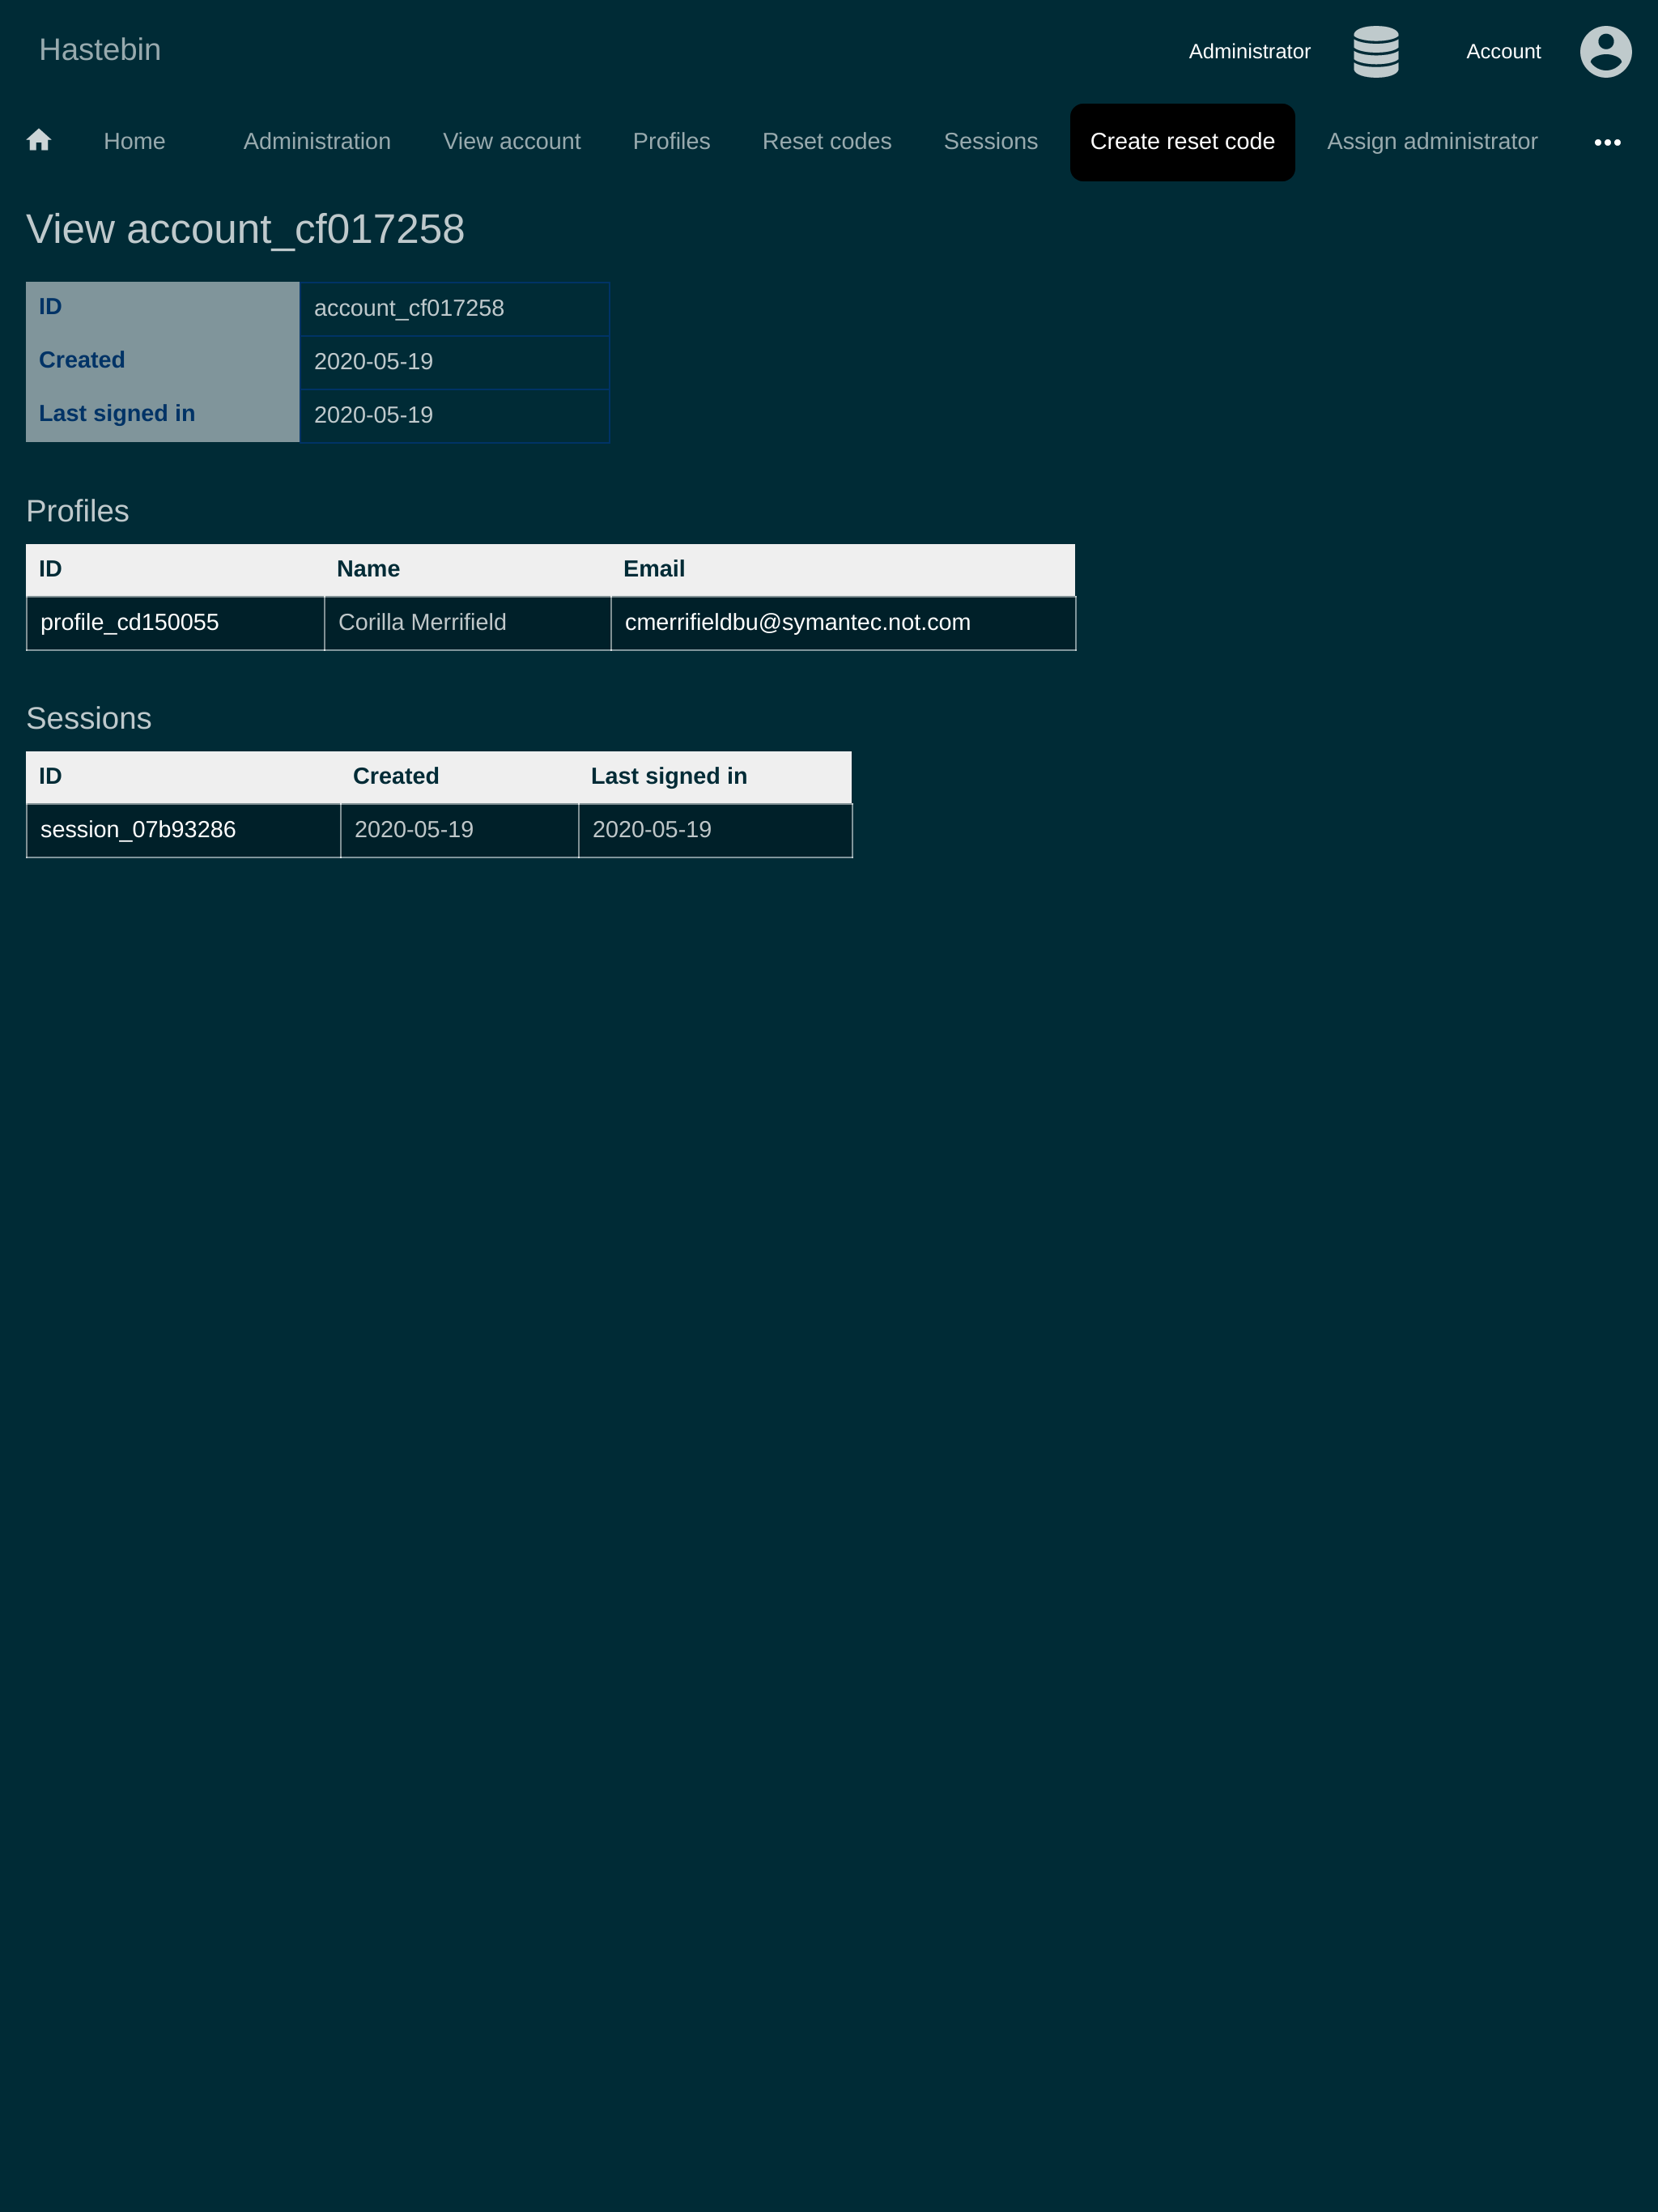 Hastebin
Administrator Account
Home Administration View account Profiles Reset codes Sessions Create reset code Assign administrator •••
View account_cf017258
ID account_cf017258
Created 2020-05-19
Last signed in 2020-05-19
Profiles
ID Name Email
profile_cd150055 Corilla Merrifield cmerrifieldbu@symantec.not.com
Sessions
ID Created Last signed in
session_07b93286 2020-05-19 2020-05-19